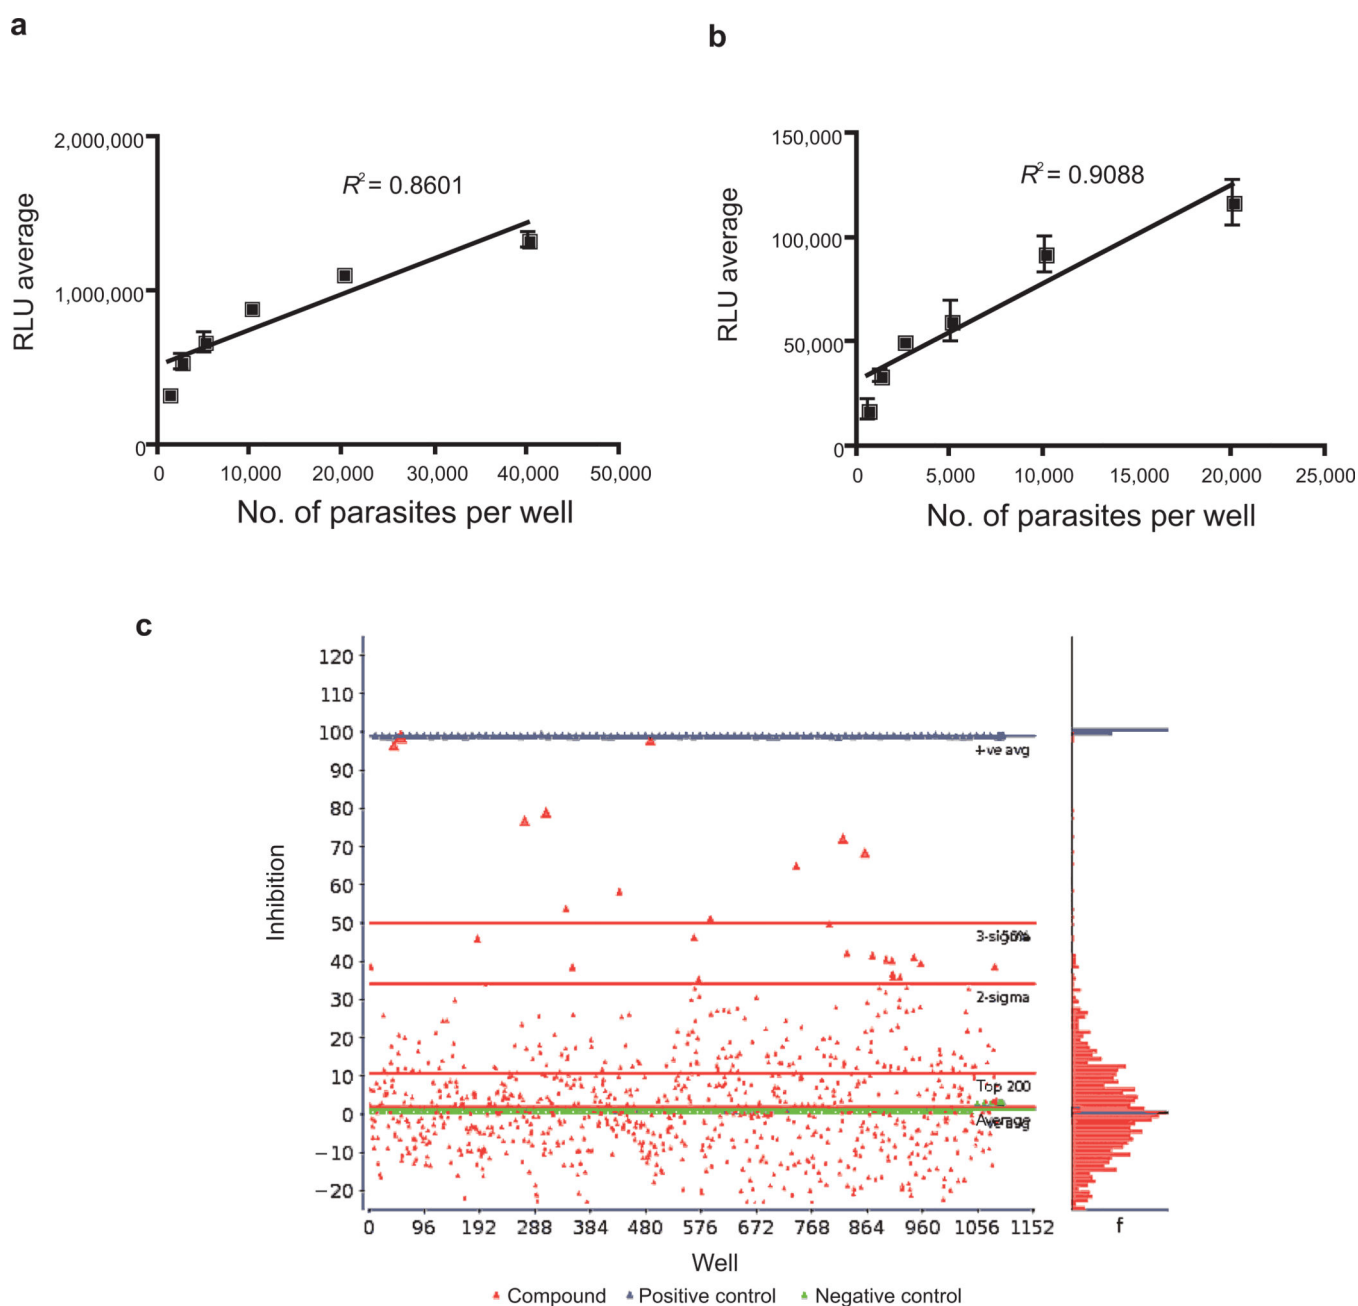 a
b
2,000,000
1,000,000
0
RLU average
R² = 0.8601
0 10,000 20,000 30,000 40,000 50,000
No. of parasites per well
150,000
100,000
50,000
0
RLU average
R² = 0.9088
0 5,000 10,000 15,000 20,000 25,000
No. of parasites per well
c
120
110
100
90
80
70
60
50
40
30
20
10
0
−10
−20
Inhibition
+ve avg
3-sigma
2-sigma
Top 200
Average
0 96 192 288 384 480 576 672 768 864 960 1056 1152
f
Well
Compound Positive control Negative control